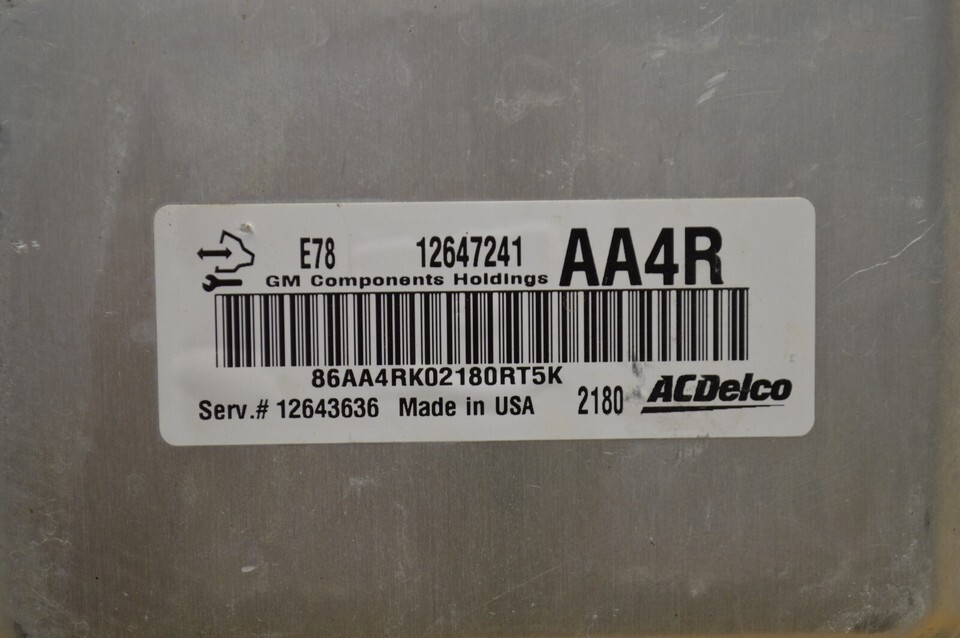 E78 12647241 AA4R
GM Components Holdings
86AA4RK02180RT5K
Serv.# 12643636 Made in USA 2180 ACDelco